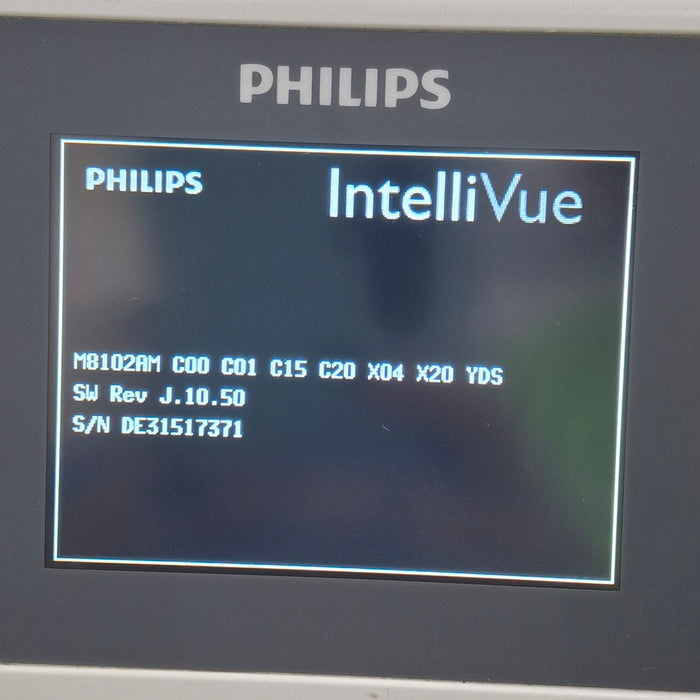 PHILIPS
PHILIPS IntelliVue
M8102AM C00 C01 C15 C20 X04 X20 YDS
SW Rev J.10.50
S/N DE31517371